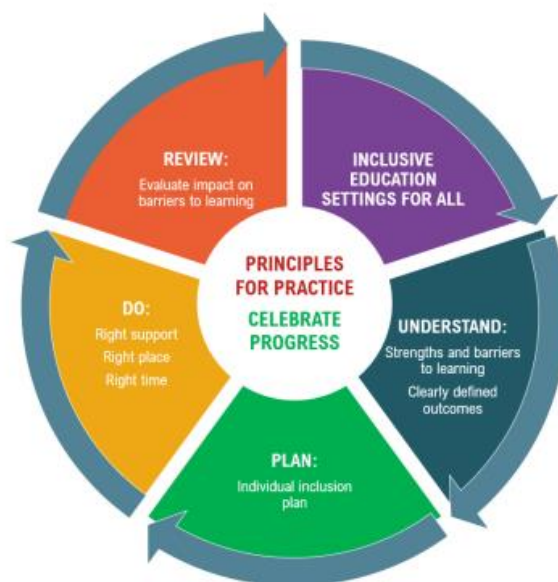 PRINCIPLES
FOR PRACTICE
CELEBRATE
PROGRESS
INCLUSIVE
EDUCATION
SETTINGS FOR ALL
UNDERSTAND:
Strengths and barriers
to learning
Clearly defined
outcomes
PLAN:
Individual inclusion
plan
DO:
Right support
Right place
Right time
REVIEW:
Evaluate impact on
barriers to learning